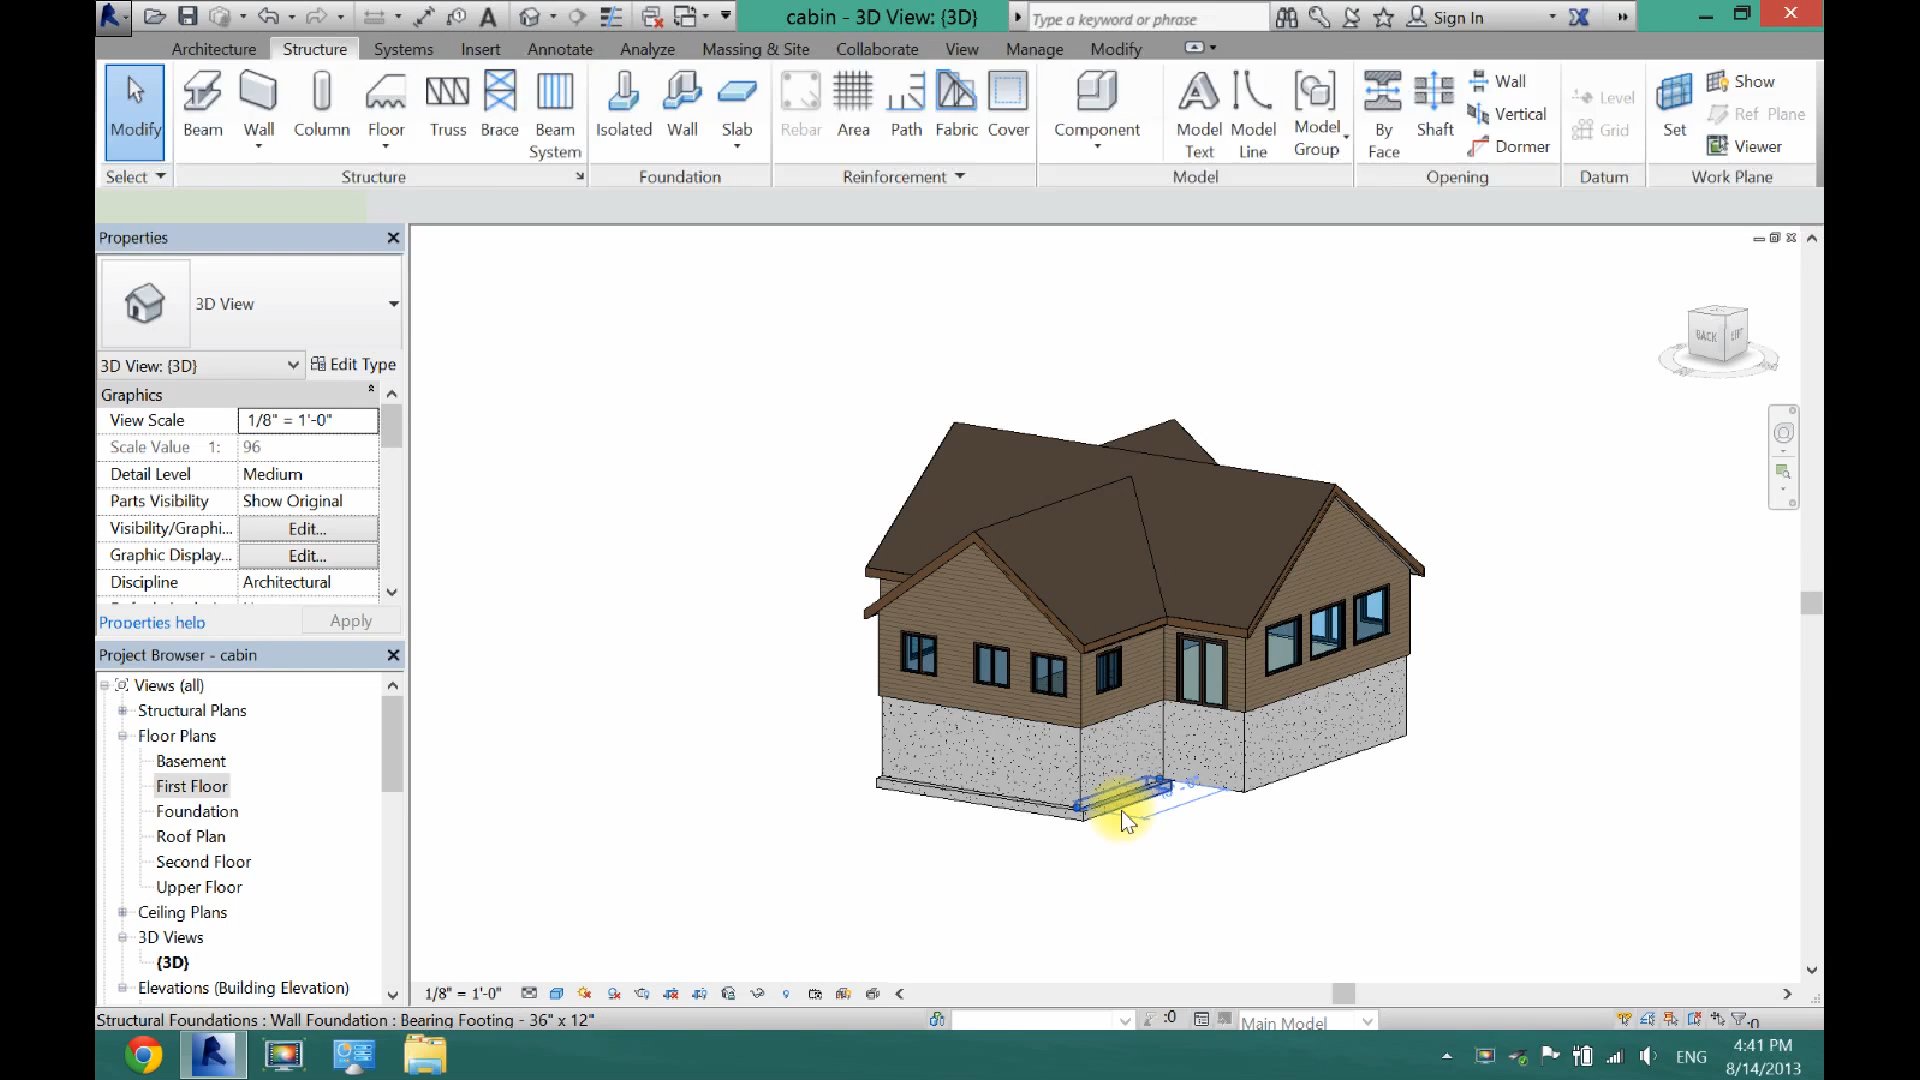 cabin - 3D View: {3D}
Type a keyword or phrase
Sign In
Architecture Structure Systems Insert Annotate Analyze Massing & Site Collaborate View Manage Modify
Modify
Beam
Wall
Column
Floor
Truss
Brace
Beam System
Isolated
Wall
Slab
Rebar
Area
Path
Fabric
Cover
Component
Model Text
Model Line
Model Group
By Face
Shaft
Wall
Vertical
Dormer
Level
Grid
Set
Show
Ref Plane
Viewer
Select
Structure
Foundation
Reinforcement
Model
Opening
Datum
Work Plane
Properties
3D View
3D View: {3D}
Edit Type
Graphics
View Scale 1/8" = 1'-0"
Scale Value 1: 96
Detail Level Medium
Parts Visibility Show Original
Visibility/Graphi... Edit...
Graphic Display... Edit...
Discipline Architectural
Properties help
Apply
Project Browser - cabin
Views (all)
Structural Plans
Floor Plans
Basement
First Floor
Foundation
Roof Plan
Second Floor
Upper Floor
Ceiling Plans
3D Views
{3D}
Elevations (Building Elevation)
BACK
LEFT
1/8" = 1'-0"
Structural Foundations : Wall Foundation : Bearing Footing - 36" x 12"
:0
Main Model
:0
ENG
4:41 PM
8/14/2013